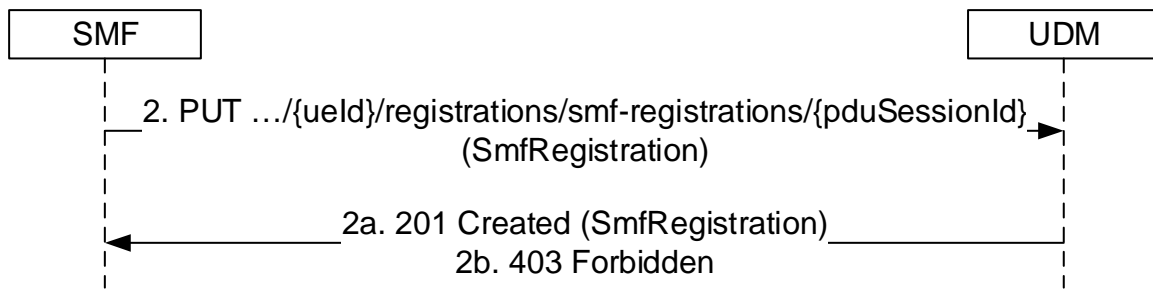 SMF
UDM
2. PUT …/{ueId}/registrations/smf-registrations/{pduSessionId}
(SmfRegistration)
2a. 201 Created (SmfRegistration)
2b. 403 Forbidden